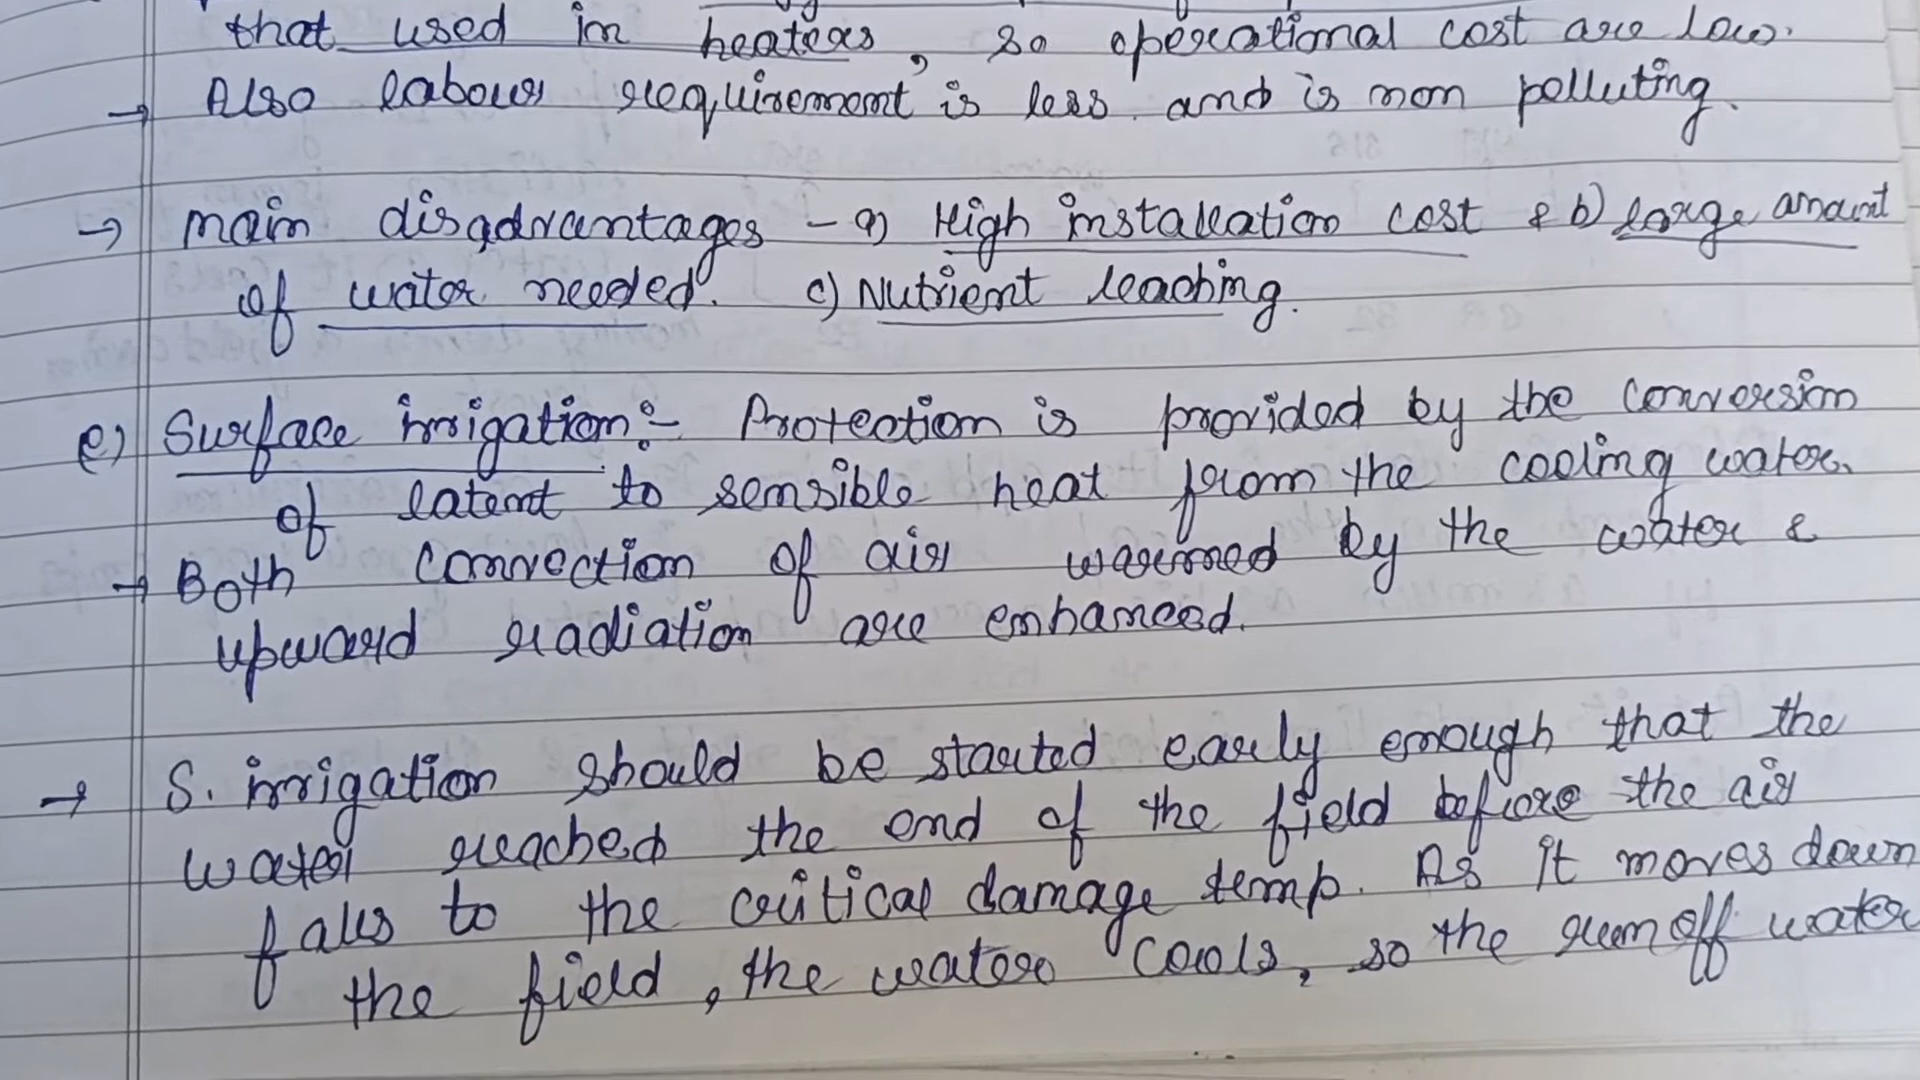 that used in heaters, so operational cost are low.
→ Also labour requirement is less and is non polluting.
→ main disadvantages - a) High installation cost & b) large amount
of water needed. c) Nutrient leaching.
e) Surface irrigation:- Protection is provided by the conversion
of latent to sensible heat from the cooling water.
→ Both convection of air warmed by the water &
upward radiation are enhanced.
→ S. irrigation should be started early enough that the
water reached the end of the field before the air
falls to the critical damage temp. As it moves down
the field, the water cools, so the runoff water